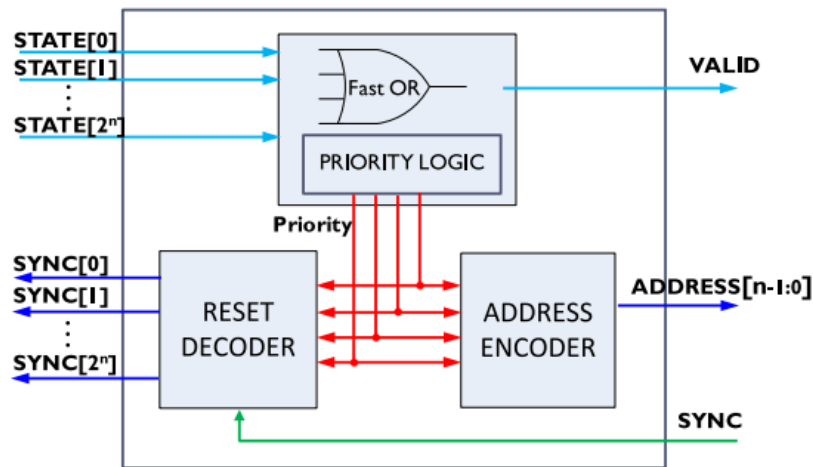 STATE[0]
STATE[1]
⋮
STATE[2ⁿ]
Fast OR
PRIORITY LOGIC
VALID
Priority
SYNC[0]
SYNC[1]
⋮
SYNC[2ⁿ]
RESET
DECODER
ADDRESS
ENCODER
ADDRESS[n-1:0]
SYNC